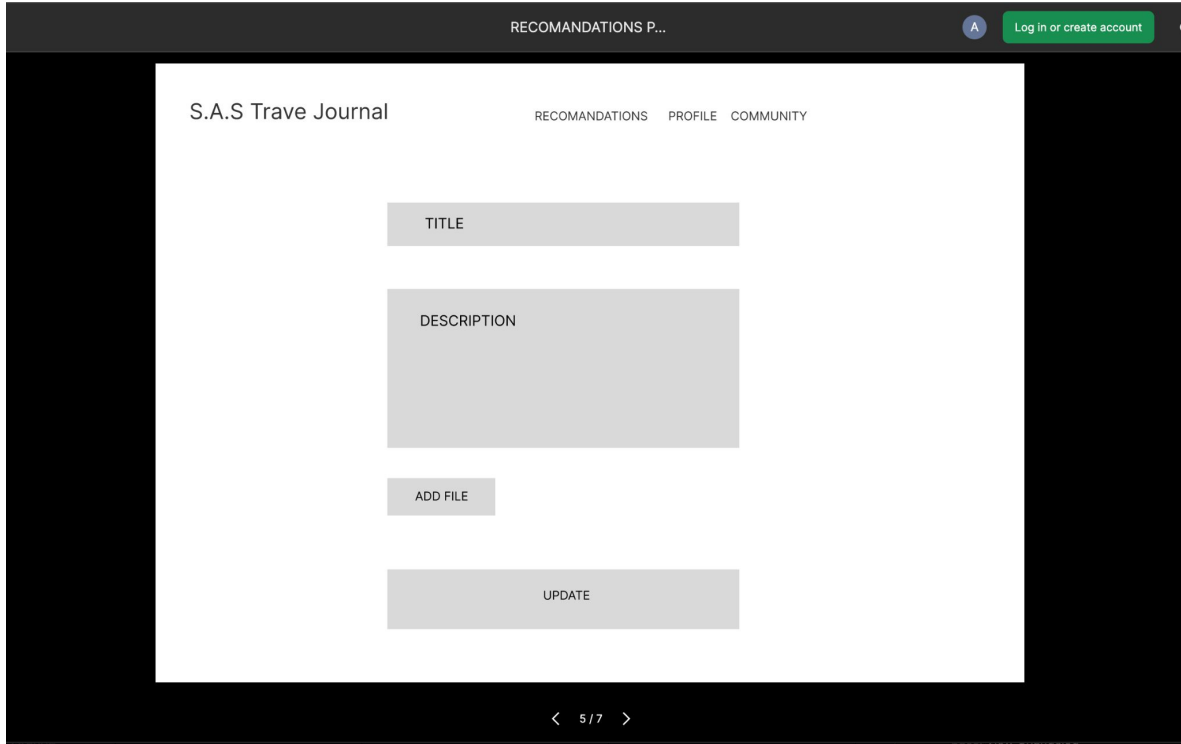 RECOMANDATIONS P...
A
Log in or create account
S.A.S Trave Journal
RECOMANDATIONS PROFILE COMMUNITY
TITLE
DESCRIPTION
ADD FILE
UPDATE
5 / 7